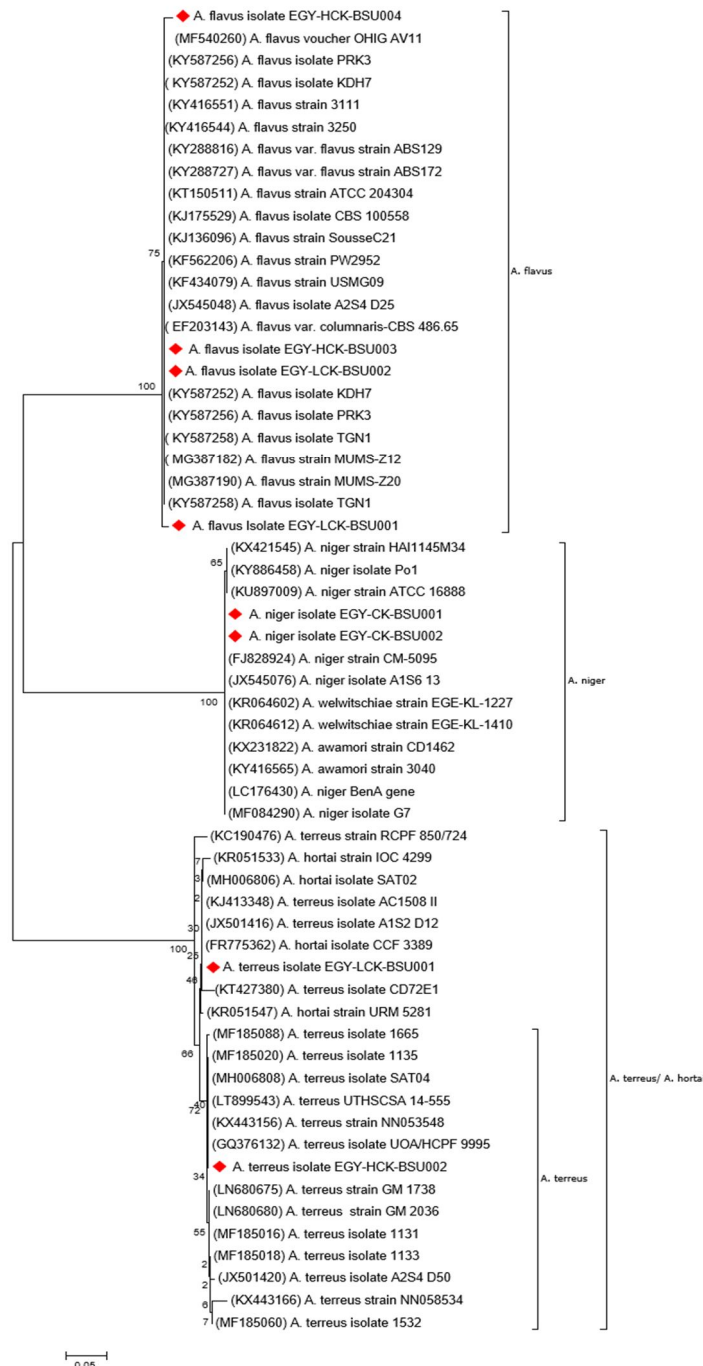 A. flavus isolate EGY-HCK-BSU004
(MF540260) A. flavus voucher OHIG AV11
(KY587256) A. flavus isolate PRK3
( KY587252) A. flavus isolate KDH7
(KY416551) A. flavus strain 3111
(KY416544) A. flavus strain 3250
(KY288816) A. flavus var. flavus strain ABS129
(KY288727) A. flavus var. flavus strain ABS172
(KT150511) A. flavus strain ATCC 204304
(KJ175529) A. flavus isolate CBS 100558
(KJ136096) A. flavus strain SousseC21
75
(KF562206) A. flavus strain PW2952
A. flavus
(KF434079) A. flavus strain USMG09
(JX545048) A. flavus isolate A2S4 D25
( EF203143) A. flavus var. columnaris-CBS 486.65
A. flavus isolate EGY-HCK-BSU003
A. flavus isolate EGY-LCK-BSU002
100
(KY587252) A. flavus isolate KDH7
(KY587256) A. flavus isolate PRK3
( KY587258) A. flavus isolate TGN1
( MG387182) A. flavus strain MUMS-Z12
(MG387190) A. flavus strain MUMS-Z20
(KY587258) A. flavus isolate TGN1
A. flavus Isolate EGY-LCK-BSU001
(KX421545) A. niger strain HAI1145M34
65
(KY886458) A. niger isolate Po1
(KU897009) A. niger strain ATCC 16888
A. niger isolate EGY-CK-BSU001
A. niger isolate EGY-CK-BSU002
(FJ828924) A. niger strain CM-5095
(JX545076) A. niger isolate A1S6 13
A. niger
100
(KR064602) A. welwitschiae strain EGE-KL-1227
(KR064612) A. welwitschiae strain EGE-KL-1410
(KX231822) A. awamori strain CD1462
(KY416565) A. awamori strain 3040
(LC176430) A. niger BenA gene
(MF084290) A. niger isolate G7
(KC190476) A. terreus strain RCPF 850/724
7
(KR051533) A. hortai strain IOC 4299
3
(MH006806) A. hortai isolate SAT02
2
(KJ413348) A. terreus isolate AC1508 II
30
(JX501416) A. terreus isolate A1S2 D12
100
(FR775362) A. hortai isolate CCF 3389
25
A. terreus isolate EGY-LCK-BSU001
46
(KT427380) A. terreus isolate CD72E1
(KR051547) A. hortai strain URM 5281
(MF185088) A. terreus isolate 1665
66
(MF185020) A. terreus isolate 1135
(MH006808) A. terreus isolate SAT04
A. terreus/ A. hortai
40
(LT899543) A. terreus UTHSCSA 14-555
72
(KX443156) A. terreus strain NN053548
(GQ376132) A. terreus isolate UOA/HCPF 9995
A. terreus isolate EGY-HCK-BSU002
34
A. terreus
(LN680675) A. terreus strain GM 1738
(LN680680) A. terreus strain GM 2036
55
(MF185016) A. terreus isolate 1131
(MF185018) A. terreus isolate 1133
2
(JX501420) A. terreus isolate A2S4 D50
2
(KX443166) A. terreus strain NN058534
6
7
(MF185060) A. terreus isolate 1532
0.05